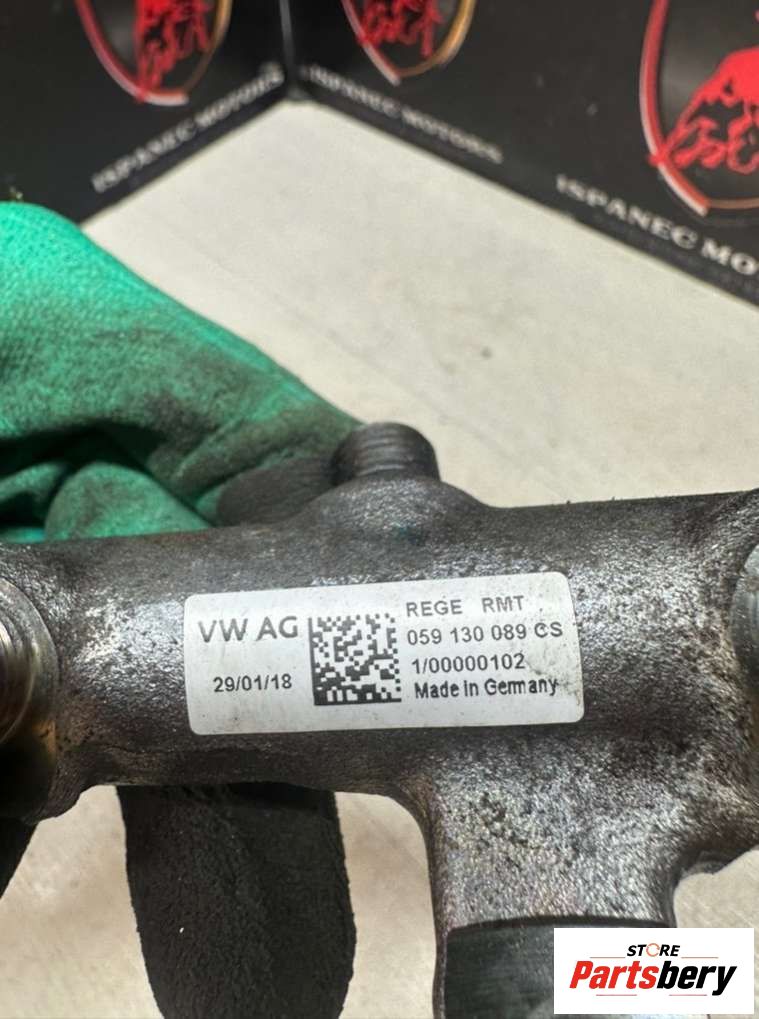 ISPANEC MOTORS
ISPANEC MOTORS
ISPANEC MO
VW AG
29/01/18
REGE RMT
059 130 089 CS
1/00000102
Made in Germany
STORE
Partsbery